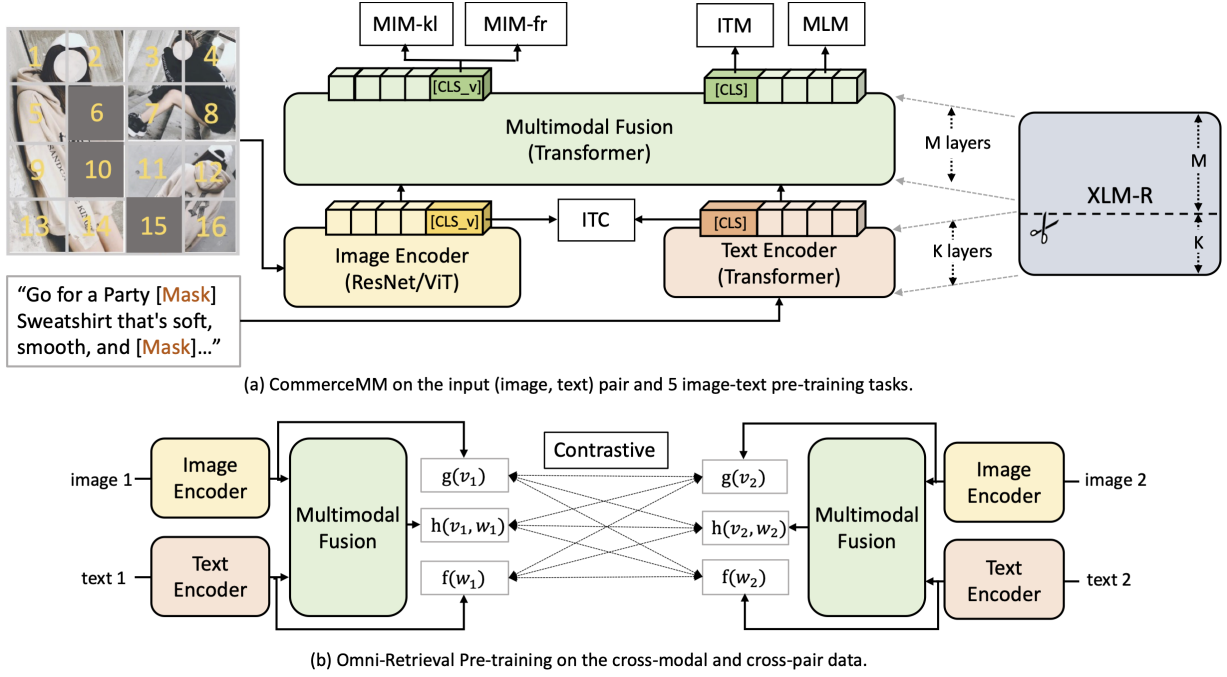 MIM-kl
MIM-fr
ITM
MLM
1 2 3 4
5 6 7 8
9 10 11 12
13 14 15 16
[CLS_v]
[CLS]
Multimodal Fusion
(Transformer)
M layers
M
XLM-R
K
K layers
[CLS_v]
ITC
[CLS]
Image Encoder
(ResNet/ViT)
Text Encoder
(Transformer)
“Go for a Party [Mask]
Sweatshirt that's soft,
smooth, and [Mask]…”
(a) CommerceMM on the input (image, text) pair and 5 image-text pre-training tasks.
image 1
Image
Encoder
text 1
Text
Encoder
Multimodal
Fusion
g(v₁)
h(v₁, w₁)
f(w₁)
Contrastive
g(v₂)
h(v₂, w₂)
f(w₂)
Multimodal
Fusion
Image
Encoder
image 2
Text
Encoder
text 2
(b) Omni-Retrieval Pre-training on the cross-modal and cross-pair data.